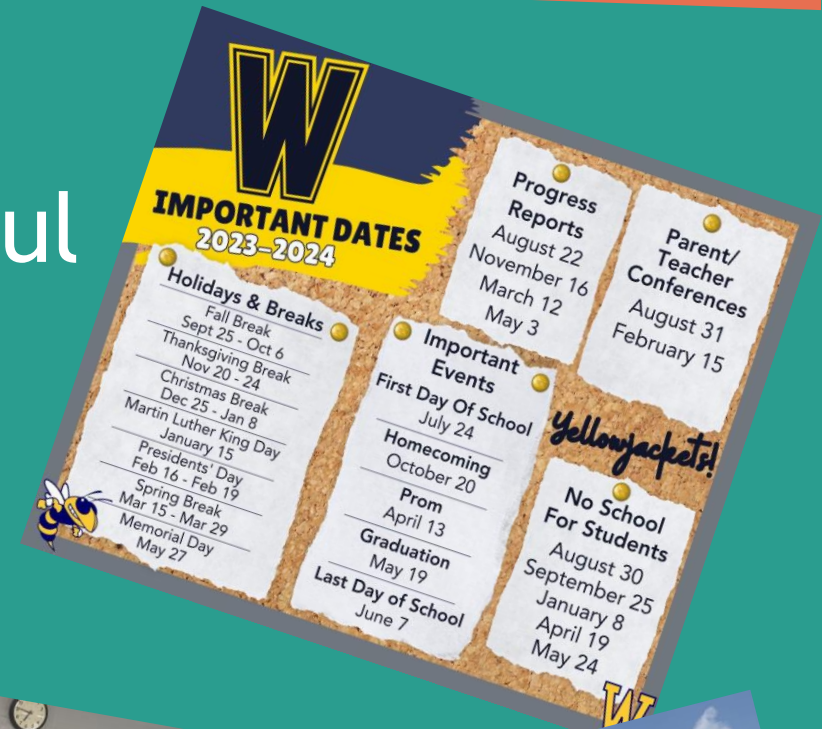 ul
W
IMPORTANT DATES
2023–2024
Holidays & Breaks
Fall Break
Sept 25 - Oct 6
Thanksgiving Break
Nov 20 - 24
Christmas Break
Dec 25 - Jan 8
Martin Luther King Day
January 15
Presidents' Day
Feb 16 - Feb 19
Spring Break
Mar 15 - Mar 29
Memorial Day
May 27
Important
Events
First Day Of School
July 24
Homecoming
October 20
Prom
April 13
Graduation
May 19
Last Day of School
June 7
Progress
Reports
August 22
November 16
March 12
May 3
Parent/
Teacher
Conferences
August 31
February 15
Yellowjackets!
No School
For Students
August 30
September 25
January 8
April 19
May 24
W